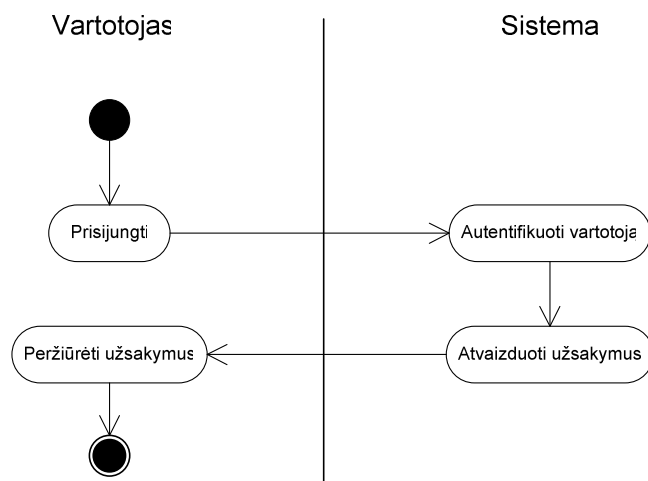 Vartotojas
Sistema
Prisijungti
Autentifikuoti vartotoja
Peržiūrėti užsakymus
Atvaizduoti užsakymus